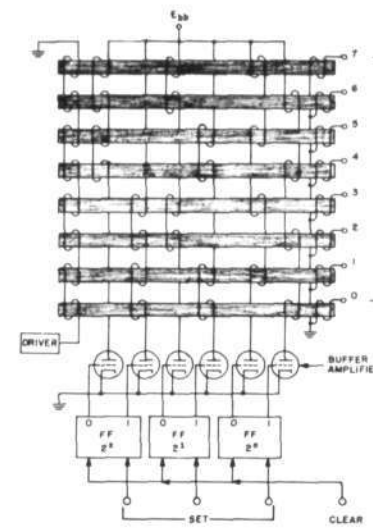 Ebb
7
6
5
4
3
2
1
0
DRIVER
BUFFER
AMPLIFIE
0 1 0 1 0 1
FF FF FF
2² 2¹ 2⁰
SET CLEAR